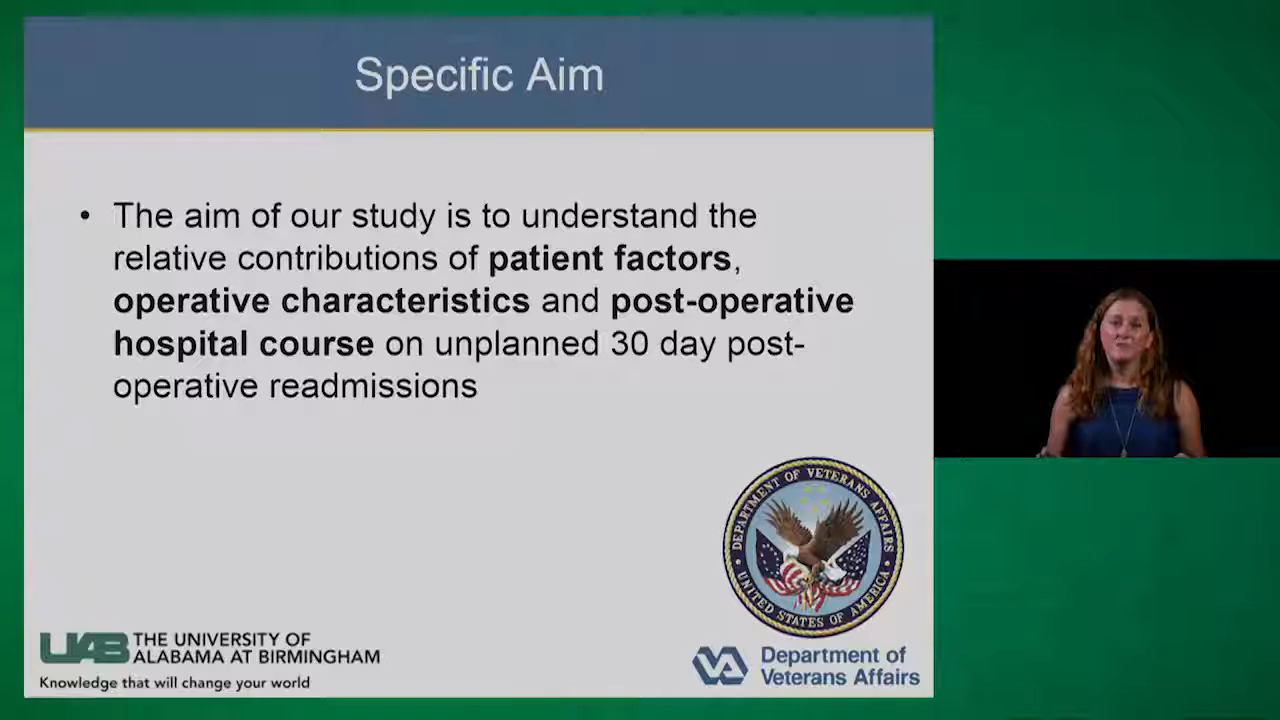 Specific Aim
• The aim of our study is to understand the
relative contributions of patient factors,
operative characteristics and post-operative
hospital course on unplanned 30 day post-
operative readmissions
DEPARTMENT OF VETERANS AFFAIRS
UNITED STATES OF AMERICA
UAB THE UNIVERSITY OF
ALABAMA AT BIRMINGHAM
Knowledge that will change your world
VA Department of
Veterans Affairs